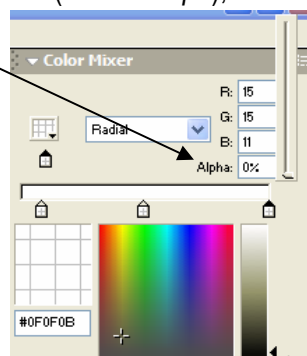 Color Mixer
R: 15
Radial
G: 15
B: 11
Alpha: 0%
#0F0F0B